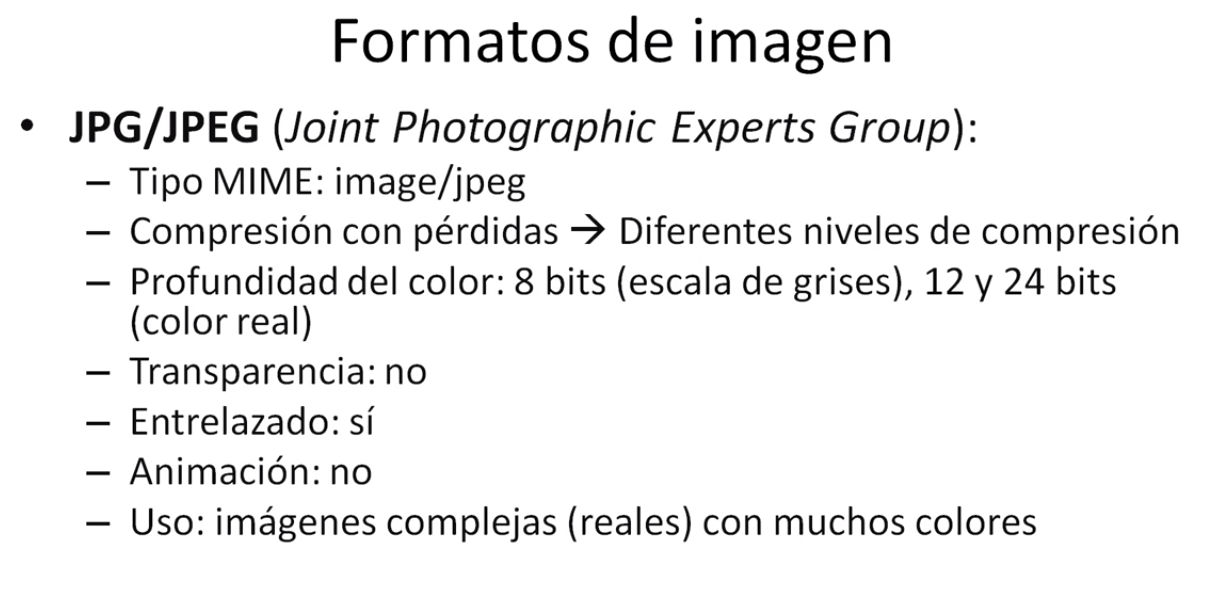 Formatos de imagen
• JPG/JPEG (Joint Photographic Experts Group):
– Tipo MIME: image/jpeg
– Compresión con pérdidas → Diferentes niveles de compresión
– Profundidad del color: 8 bits (escala de grises), 12 y 24 bits
(color real)
– Transparencia: no
– Entrelazado: sí
– Animación: no
– Uso: imágenes complejas (reales) con muchos colores